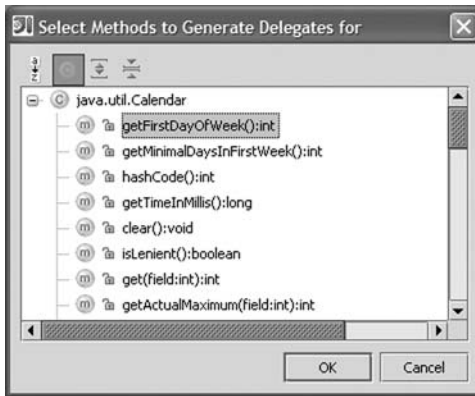 Select Methods to Generate Delegates for
java.util.Calendar
getFirstDayOfWeek():int
getMinimalDaysInFirstWeek():int
hashCode():int
getTimeInMillis():long
clear():void
isLenient():boolean
get(field:int):int
getActualMaximum(field:int):int
OK
Cancel